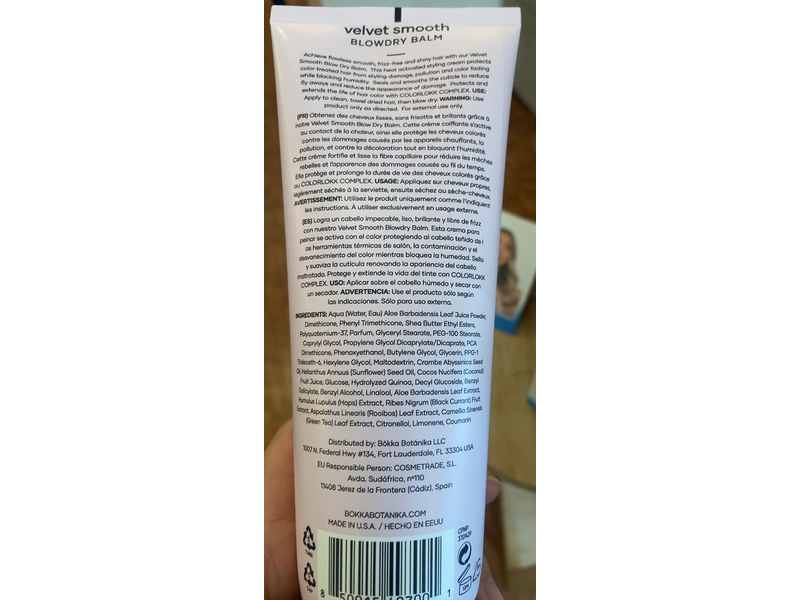 velvet smooth
BLOWDRY BALM
Achieve flawless smooth, frizz-free and shiny hair with our Velvet
Smooth Blow Dry Balm. This heat activated styling cream protects
color treated hair from styling damage, pollution and color fading
while blocking humidity. Seals and smooths the cuticle to reduce
fly aways and reduce the appearance of damage. Protects and
extends the life of hair color with COLORLOKK COMPLEX. USE:
Apply to clean, towel dried hair, then blow dry. WARNING: Use
product only as directed. For external use only.
(FR) Obtenez des cheveux lisses, sans frisottis et brillants grâce à
notre Velvet Smooth Blow Dry Balm. Cette crème coiffante s'active
au contact de la chaleur, ainsi elle protège les cheveux colorés
contre les dommages causés par les appareils chauffants, la
pollution, et contre la décoloration tout en bloquant l'humidité.
Cette crème fortifie et lisse la fibre capillaire pour réduire les mèches
rebelles et l'apparence des dommages causés au fil du temps.
Elle protège et prolonge la durée de vie des cheveux colorés grâce
au COLORLOKK COMPLEX. USAGE: Appliquez sur cheveux propres,
légèrement séchés à la serviette, ensuite séchez au sèche-cheveux.
AVERTISSEMENT: Utilisez le produit uniquement comme l'indiquent
les instructions. À utiliser exclusivement en usage externe.
(ES) Logra un cabello impecable, liso, brillante y libre de frizz
con nuestro Velvet Smooth Blowdry Balm. Esta crema para
peinar se activa con el calor protegiendo al cabello teñido de l
as herramientas térmicas de salón, la contaminación y el
desvanecimiento del color mientras bloquea la humedad. Sella
y suaviza la cutícula renovando la apariencia del cabello
maltratado. Protege y extiende la vida del tinte con COLORLOKK
COMPLEX. USO: Aplicar sobre el cabello húmedo y secar con
un secador. ADVERTENCIA: Use el producto sólo según
las indicaciones. Sólo para uso externo.
INGREDIENTS: Aqua (Water, Eau) Aloe Barbadensis Leaf Juice Powder,
Dimethicone, Phenyl Trimethicone, Shea Butter Ethyl Esters,
Polyquaternium-37, Parfum, Glyceryl Stearate, PEG-100 Stearate,
Caprylyl Glycol, Propylene Glycol Dicaprylate/Dicaprate, PCA
Dimethicone, Phenoxyethanol, Butylene Glycol, Glycerin, PPG-1
Trideceth-6, Hexylene Glycol, Maltodextrin, Crambe Abyssinica Seed
Oil, Helianthus Annuus (Sunflower) Seed Oil, Cocos Nucifera (Coconut)
Fruit Juice, Glucose, Hydrolyzed Quinoa, Decyl Glucoside, Benzyl
Salicylate, Benzyl Alcohol, Linalool, Aloe Barbadensis Leaf Extract,
Humulus Lupulus (Hops) Extract, Ribes Nigrum (Black Currant) Fruit
Extract, Aspalathus Linearis (Rooibos) Leaf Extract, Camellia Sinensis
(Green Tea) Leaf Extract, Citronellol, Limonene, Coumarin
Distributed by: Bökka Botánika LLC
1007 N. Federal Hwy #134, Fort Lauderdale, FL 33304 USA
EU Responsible Person: COSMETRADE, S.L.
Avda. Sudáfrica, nº110
11408 Jerez de la Frontera (Cádiz), Spain
BOKKABOTANIKA.COM
MADE IN U.S.A. / HECHO EN EEUU
CPNP:
3701429